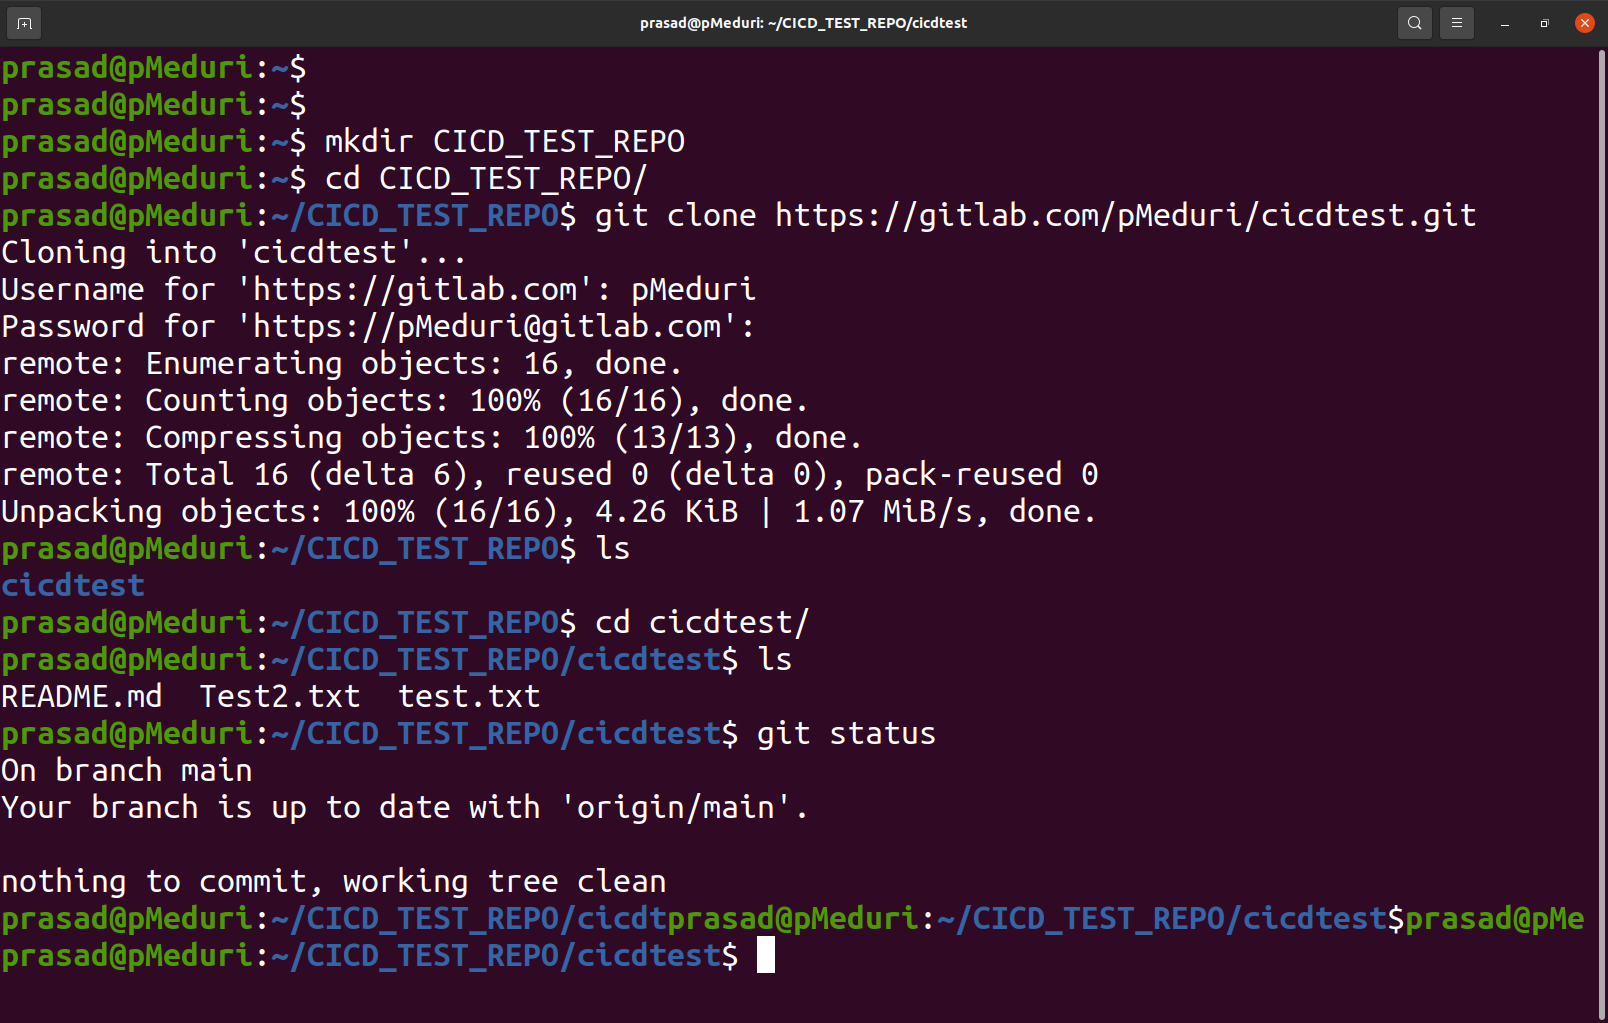 prasad@pMeduri: ~/CICD_TEST_REPO/cicdtest
prasad@pMeduri:~$
prasad@pMeduri:~$
prasad@pMeduri:~$ mkdir CICD_TEST_REPO
prasad@pMeduri:~$ cd CICD_TEST_REPO/
prasad@pMeduri:~/CICD_TEST_REPO$ git clone https://gitlab.com/pMeduri/cicdtest.git
Cloning into 'cicdtest'...
Username for 'https://gitlab.com': pMeduri
Password for 'https://pMeduri@gitlab.com':
remote: Enumerating objects: 16, done.
remote: Counting objects: 100% (16/16), done.
remote: Compressing objects: 100% (13/13), done.
remote: Total 16 (delta 6), reused 0 (delta 0), pack-reused 0
Unpacking objects: 100% (16/16), 4.26 KiB | 1.07 MiB/s, done.
prasad@pMeduri:~/CICD_TEST_REPO$ ls
cicdtest
prasad@pMeduri:~/CICD_TEST_REPO$ cd cicdtest/
prasad@pMeduri:~/CICD_TEST_REPO/cicdtest$ ls
README.md  Test2.txt  test.txt
prasad@pMeduri:~/CICD_TEST_REPO/cicdtest$ git status
On branch main
Your branch is up to date with 'origin/main'.
nothing to commit, working tree clean
prasad@pMeduri:~/CICD_TEST_REPO/cicdtprasad@pMeduri:~/CICD_TEST_REPO/cicdtest$prasad@pMe
prasad@pMeduri:~/CICD_TEST_REPO/cicdtest$